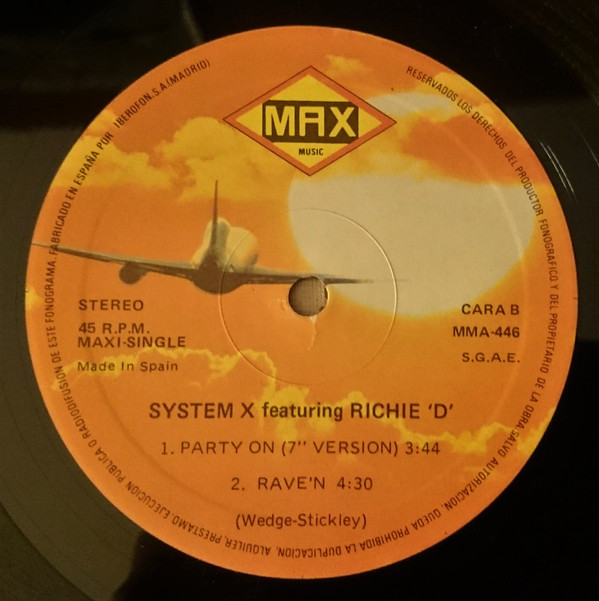 FABRICADO EN ESPAÑA POR IBEROFON, S.A. (MADRID)
RESERVADOS LOS DERECHOS DEL PRODUCTOR FONOGRAFICO Y DEL PROPIETARIO DE LA OBRA. SALVO AUTORIZACION, QUEDA PROHIBIDA LA DUPLICACION, ALQUILER, PRESTAMO, EJECUCION PUBLICA O RADIODIFUSION DE ESTE FONOGRAMA.
MAX
MUSIC
STEREO
45 R.P.M.
MAXI-SINGLE
Made In Spain
CARA B
MMA-446
S.G.A.E.
SYSTEM X featuring RICHIE 'D'
1. PARTY ON (7" VERSION) 3:44
2. RAVE'N 4:30
(Wedge-Stickley)